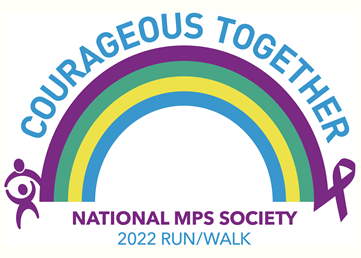 COURAGEOUS TOGETHER
NATIONAL MPS SOCIETY
2022 RUN/WALK